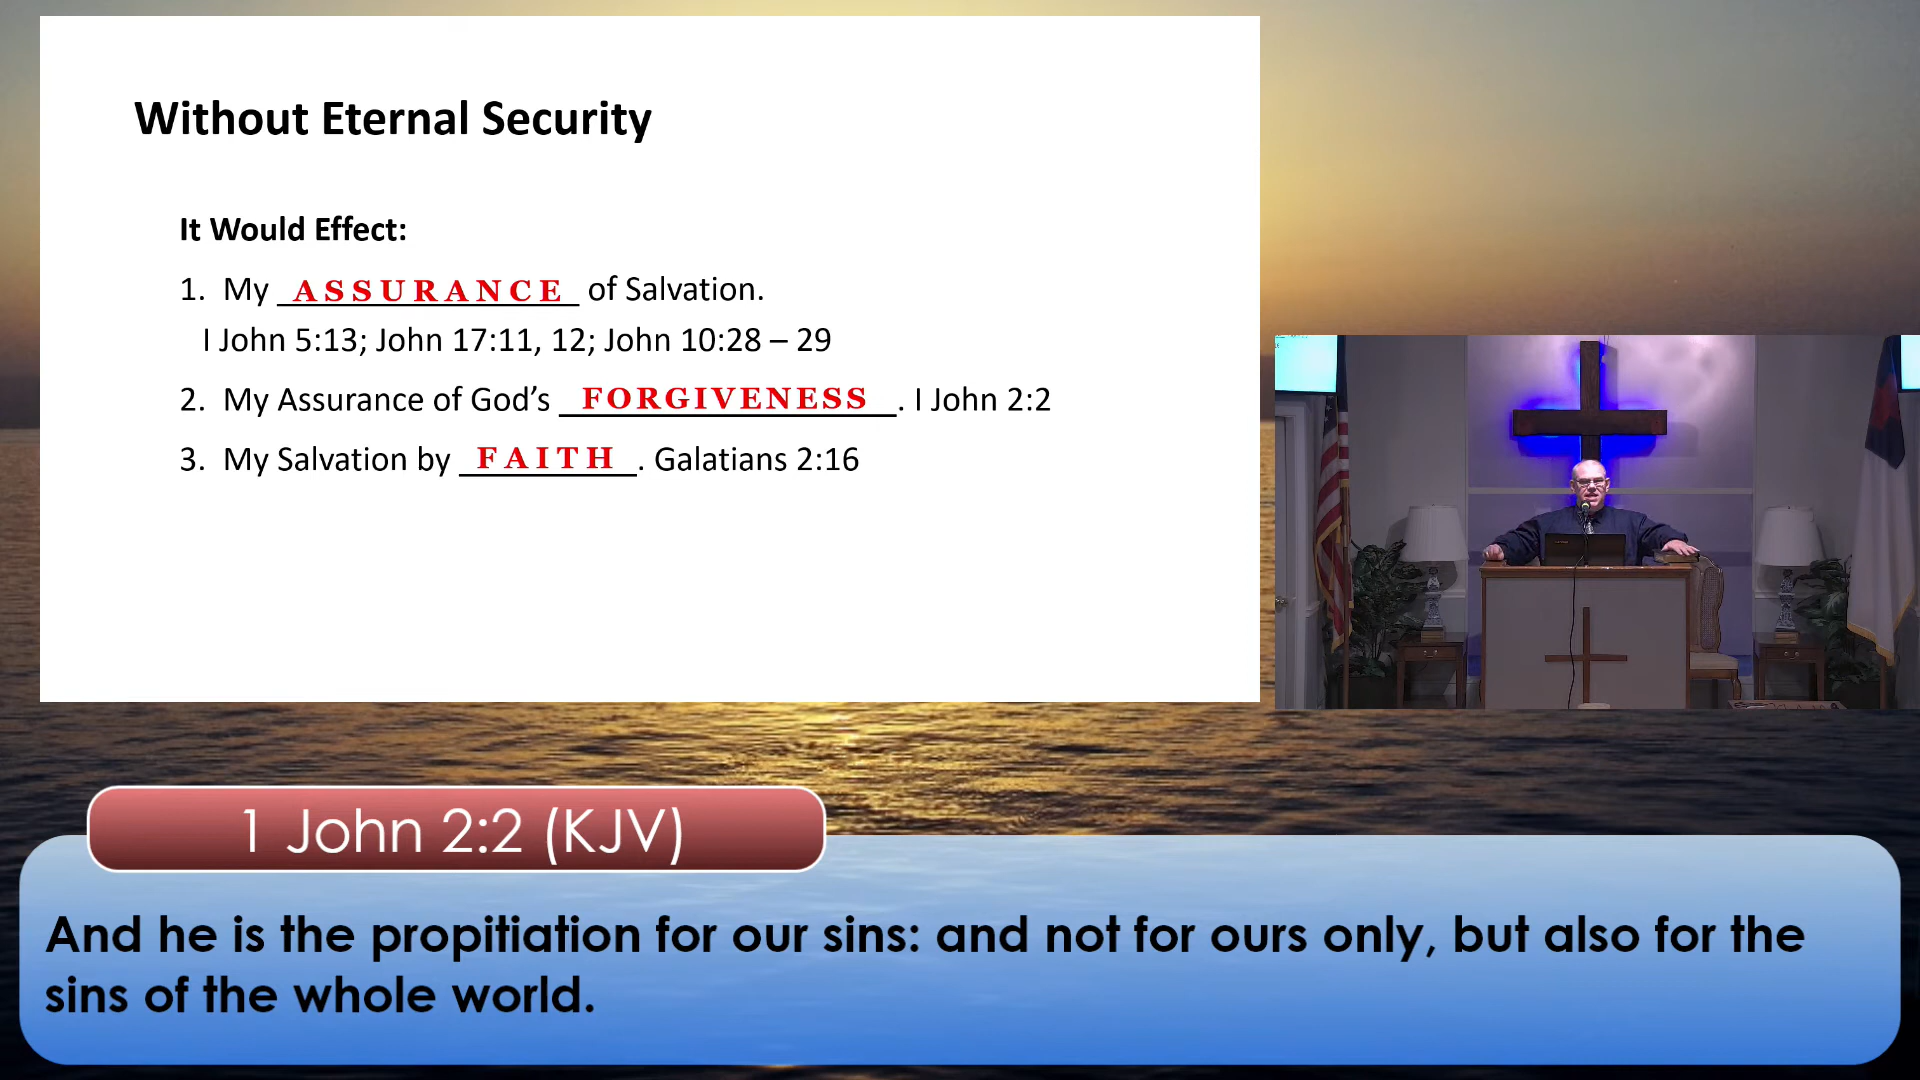 Without Eternal Security
It Would Effect:
1. My ASSURANCE of Salvation.
I John 5:13; John 17:11, 12; John 10:28 – 29
2. My Assurance of God’s FORGIVENESS. I John 2:2
3. My Salvation by FAITH. Galatians 2:16
1 John 2:2 (KJV)
And he is the propitiation for our sins: and not for ours only, but also for the
sins of the whole world.